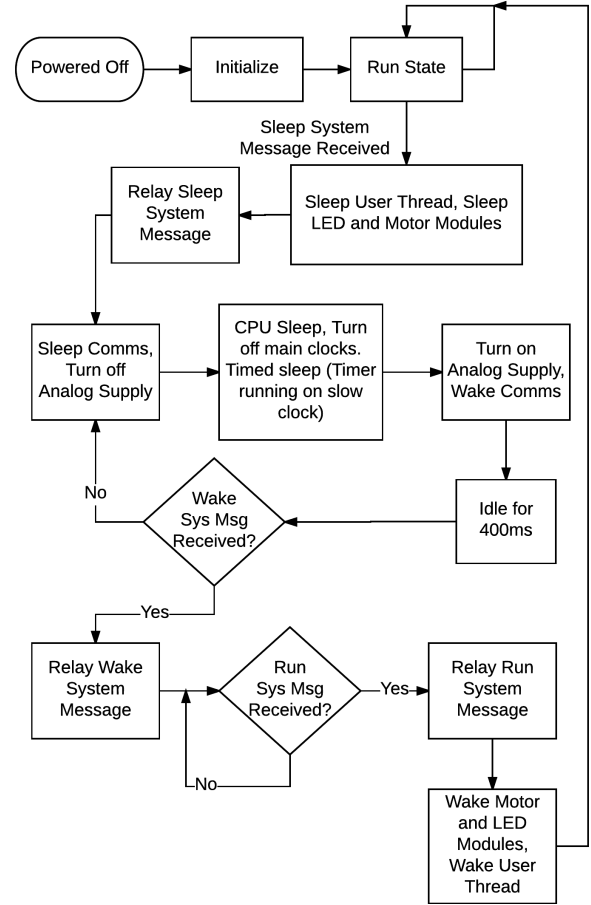 Powered Off
Initialize
Run State
Sleep System
Message Received
Relay Sleep
System
Message
Sleep User Thread, Sleep
LED and Motor Modules
Sleep Comms,
Turn off
Analog Supply
CPU Sleep, Turn
off main clocks.
Timed sleep (Timer
running on slow
clock)
Turn on
Analog Supply,
Wake Comms
No
Wake
Sys Msg
Received?
Idle for
400ms
Yes
Relay Wake
System
Message
Run
Sys Msg
Received?
Yes
Relay Run
System
Message
No
Wake Motor
and LED
Modules,
Wake User
Thread